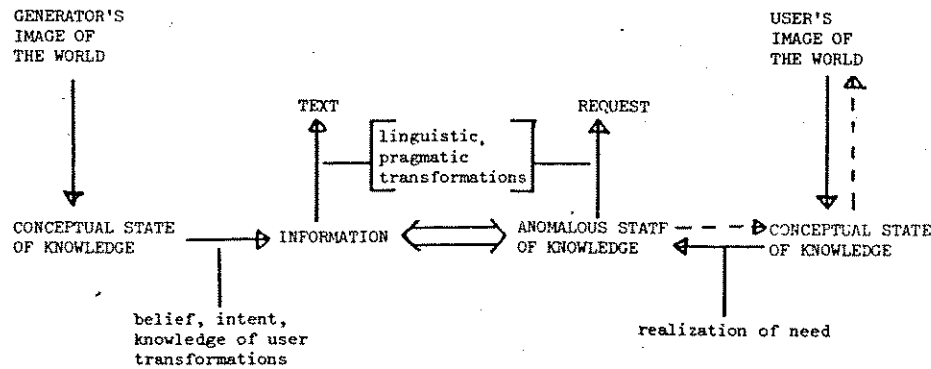 GENERATOR'S
IMAGE OF
THE WORLD
USER'S
IMAGE OF
THE WORLD
TEXT
REQUEST
linguistic,
pragmatic
transformations
CONCEPTUAL STATE
OF KNOWLEDGE
INFORMATION
ANOMALOUS STATE
OF KNOWLEDGE
CONCEPTUAL STATE
OF KNOWLEDGE
belief, intent,
knowledge of user
transformations
realization of need